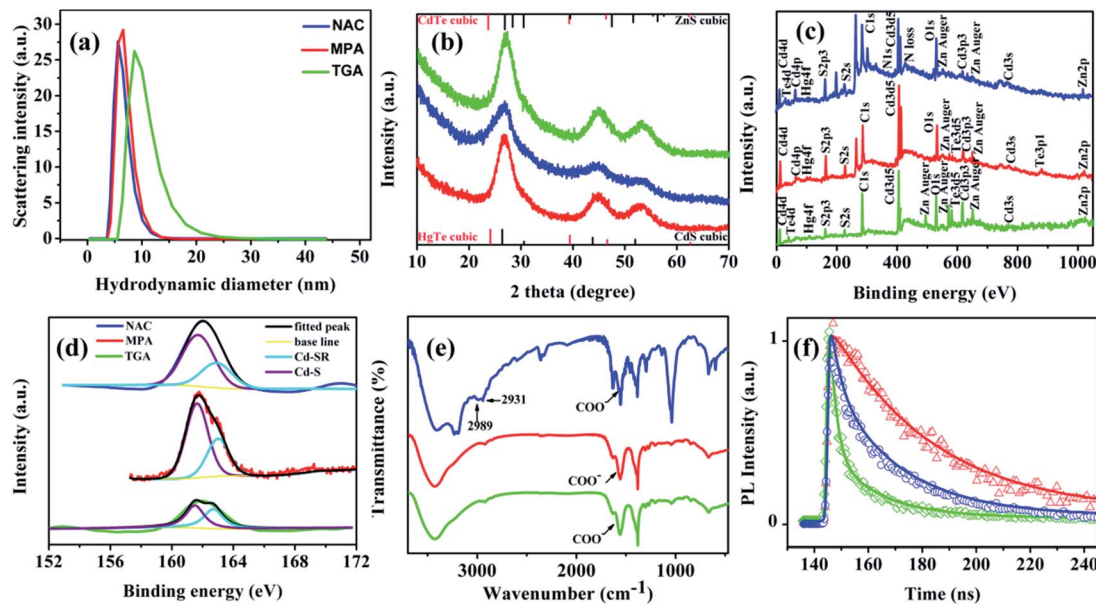 (a)
NAC
MPA
TGA
Scattering intensity (a.u.)
30
25
20
15
10
5
0
0 10 20 30 40 50
Hydrodynamic diameter (nm)
(b)
CdTe cubic
ZnS cubic
HgTe cubic
CdS cubic
Intensity (a.u.)
10 20 30 40 50 60 70
2 theta (degree)
(c)
Intensity (a.u.)
Cd4d
Te4d
Cd4p
Hg4f
S2p3
S2s
C1s
N1s
Cd3d5
N loss
O1s
Zn Auger
Cd3p3
Zn Auger
Cd3s
Zn2p
Cd4d
Cd4p
Hg4f
S2p3
S2s
C1s
Cd3d5
O1s
Zn Auger
Te3d5
Cd3p3
Zn Auger
Cd3s
Te3p1
Zn2p
Cd4d
Te4d
Hg4f
S2p3
S2s
C1s
Cd3d5
Zn Auger
O1s
Zn Auger
Te3d5
Cd3p3
Zn Auger
Cd3s
Zn2p
0 200 400 600 800 1000
Binding energy (eV)
(d)
NAC
MPA
TGA
fitted peak
base line
Cd-SR
Cd-S
Intensity (a.u.)
152 156 160 164 168 172
Binding energy (eV)
(e)
2931
2989
COO
COO⁻
COO
Transmittance (%)
3000 2000 1000
Wavenumber (cm⁻¹)
(f)
PL Intensity (a.u.)
1
0
140 160 180 200 220 240
Time (ns)